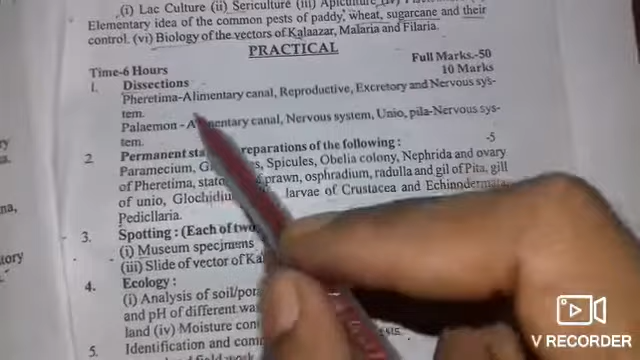 (i) Lac Culture (ii) Sericulture (iii) Apiculture
Elementary idea of the common pests of paddy, wheat, sugarcane and their
control. (vi) Biology of the vectors of Kalaazar, Malaria and Filaria.
PRACTICAL
Time-6 Hours Full Marks-50
1. Dissections 10 Marks
Pheretima-Alimentary canal, Reproductive, Excretory and Nervous sys-
tem.
Palaemon - canal, Nervous system, Unio, pila-Nervous sys-
tem.
2. Permanent of the following : -5
Paramecium, Spicules, Obelia colony, Nephrida and ovary
of Pheretima, prawn, osphradium, radulla and gill of Pita, gill
of unio, larvae of Crustacea and Echinodermata,
Pedicllaria.
3. Spotting : (Each of two
(i) Museum specimens
(iii) Slide of vector of
4. Ecology :
(i) Analysis of
and pH of different
land (iv) Moisture
5. Identification and
V RECORDER